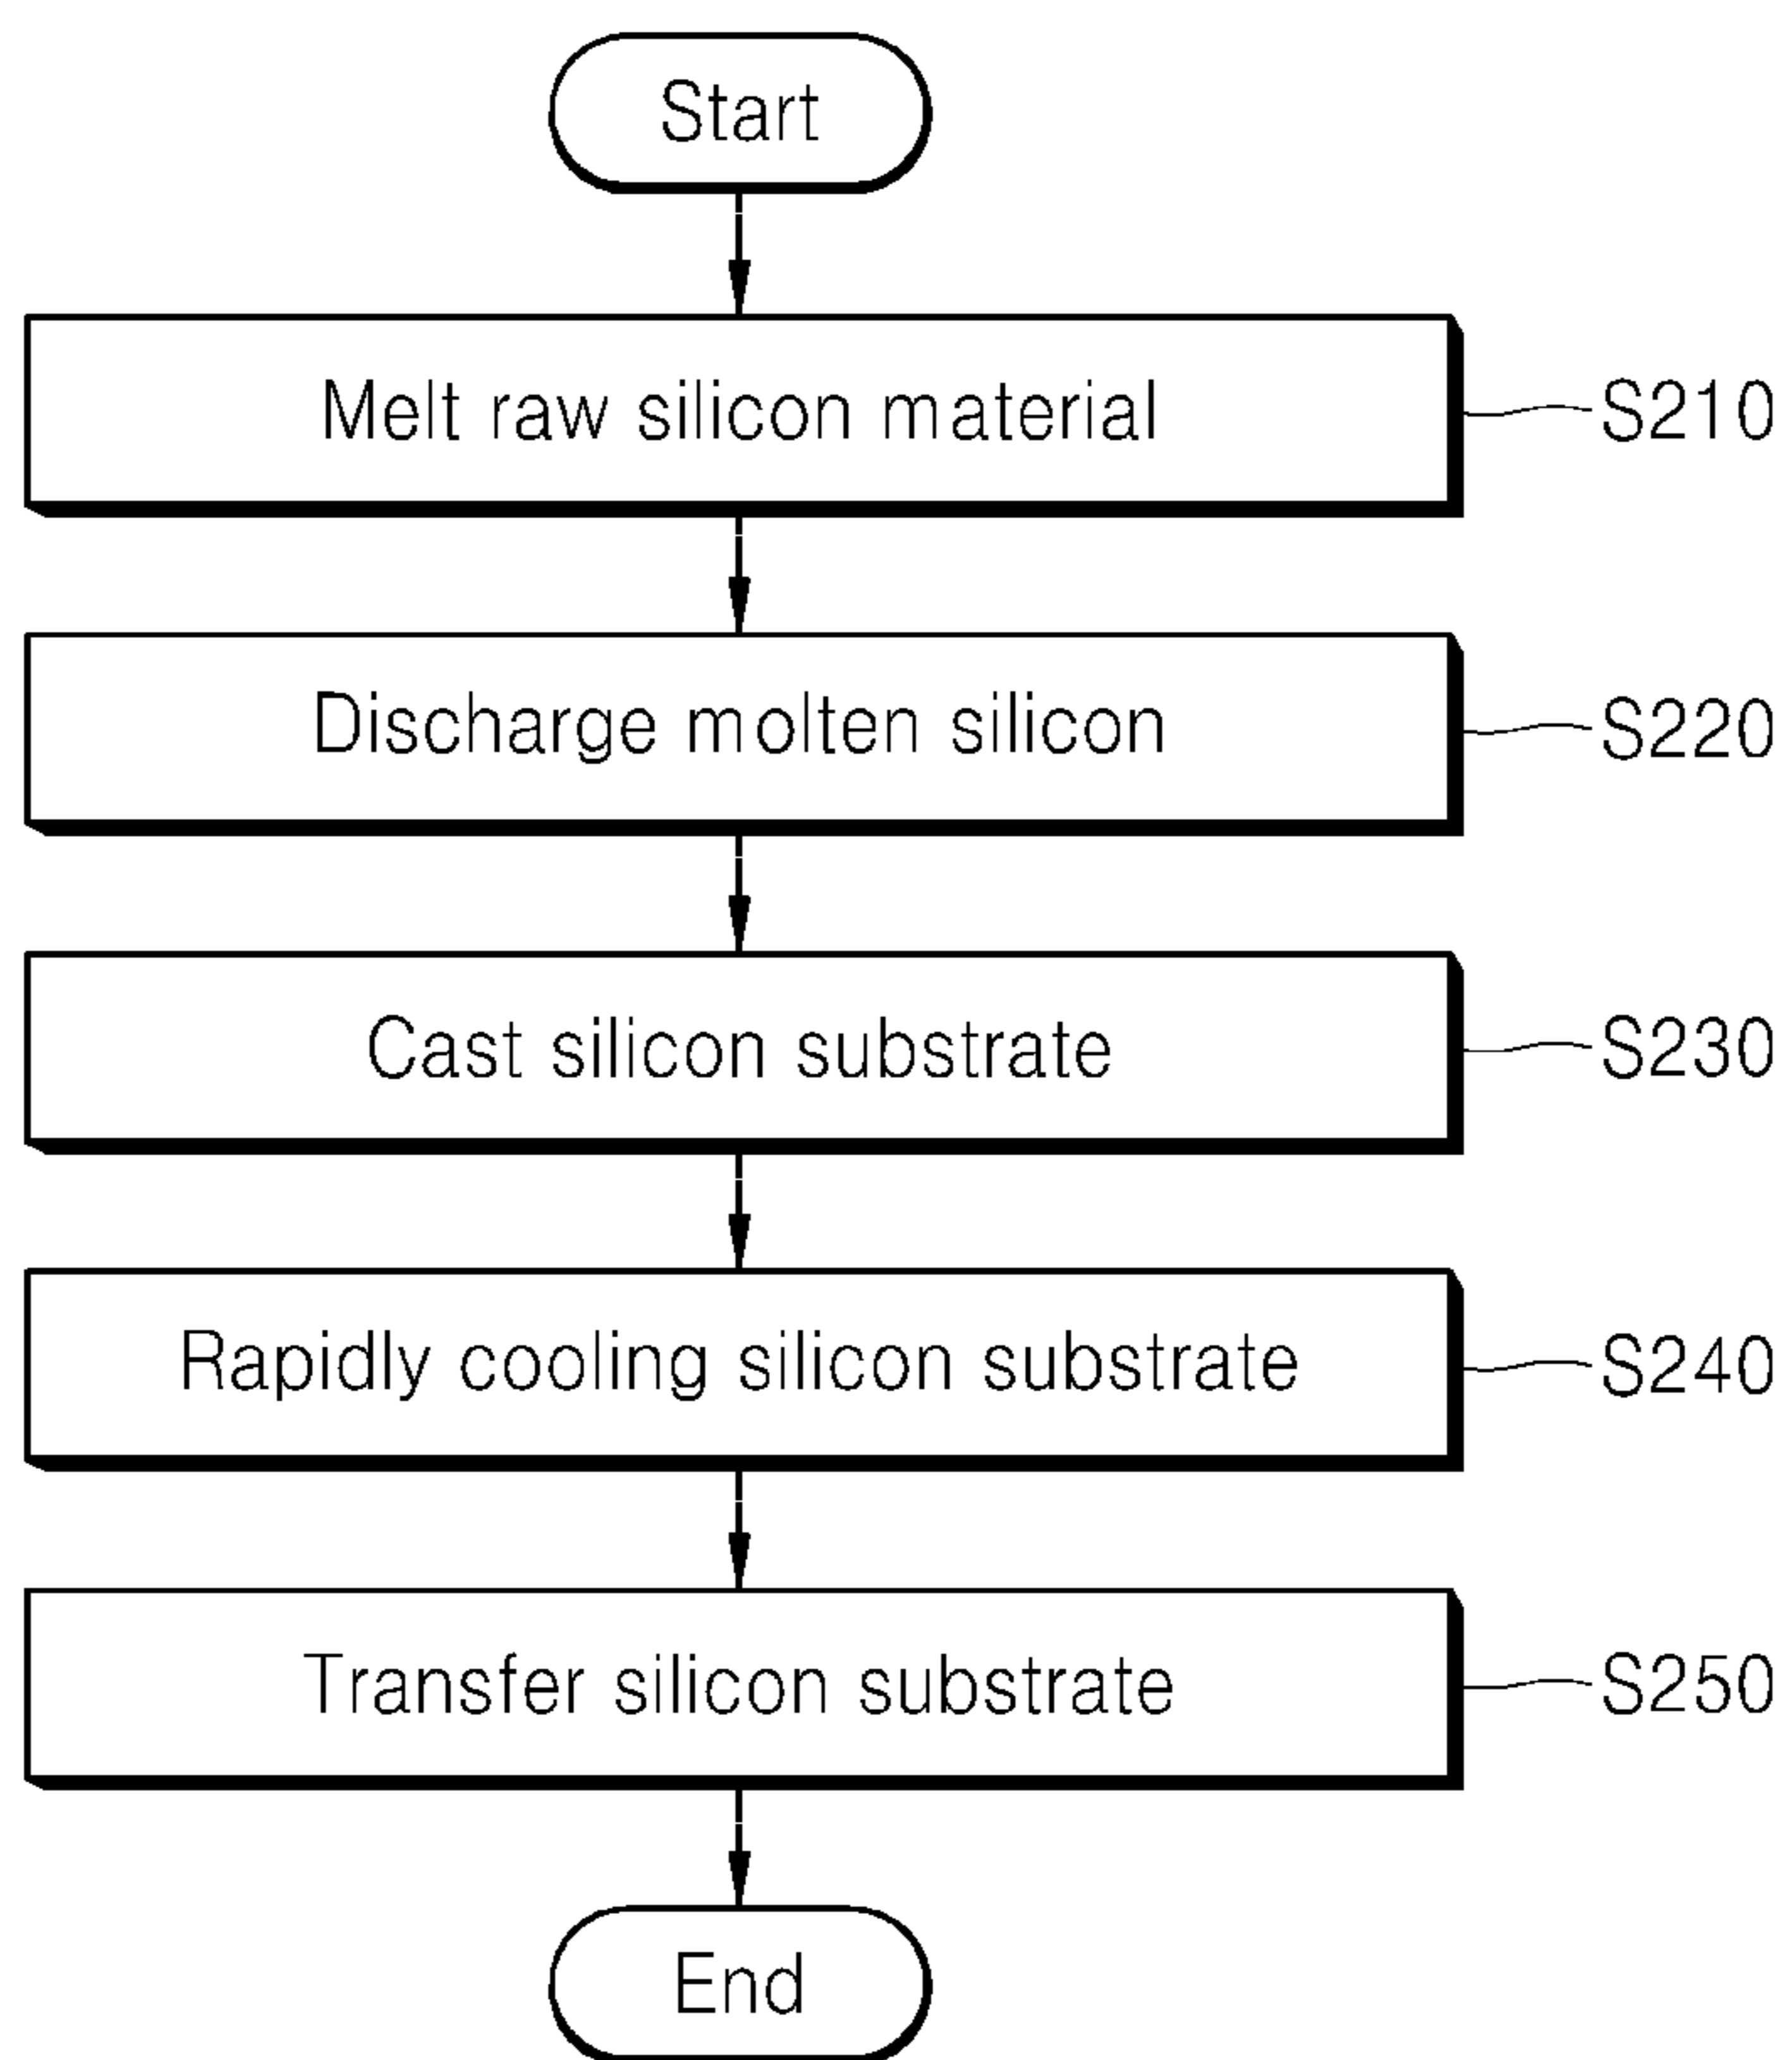 Start
Melt raw silicon material
S210
Discharge molten silicon
S220
Cast silicon substrate
S230
Rapidly cooling silicon substrate
S240
Transfer silicon substrate
S250
End